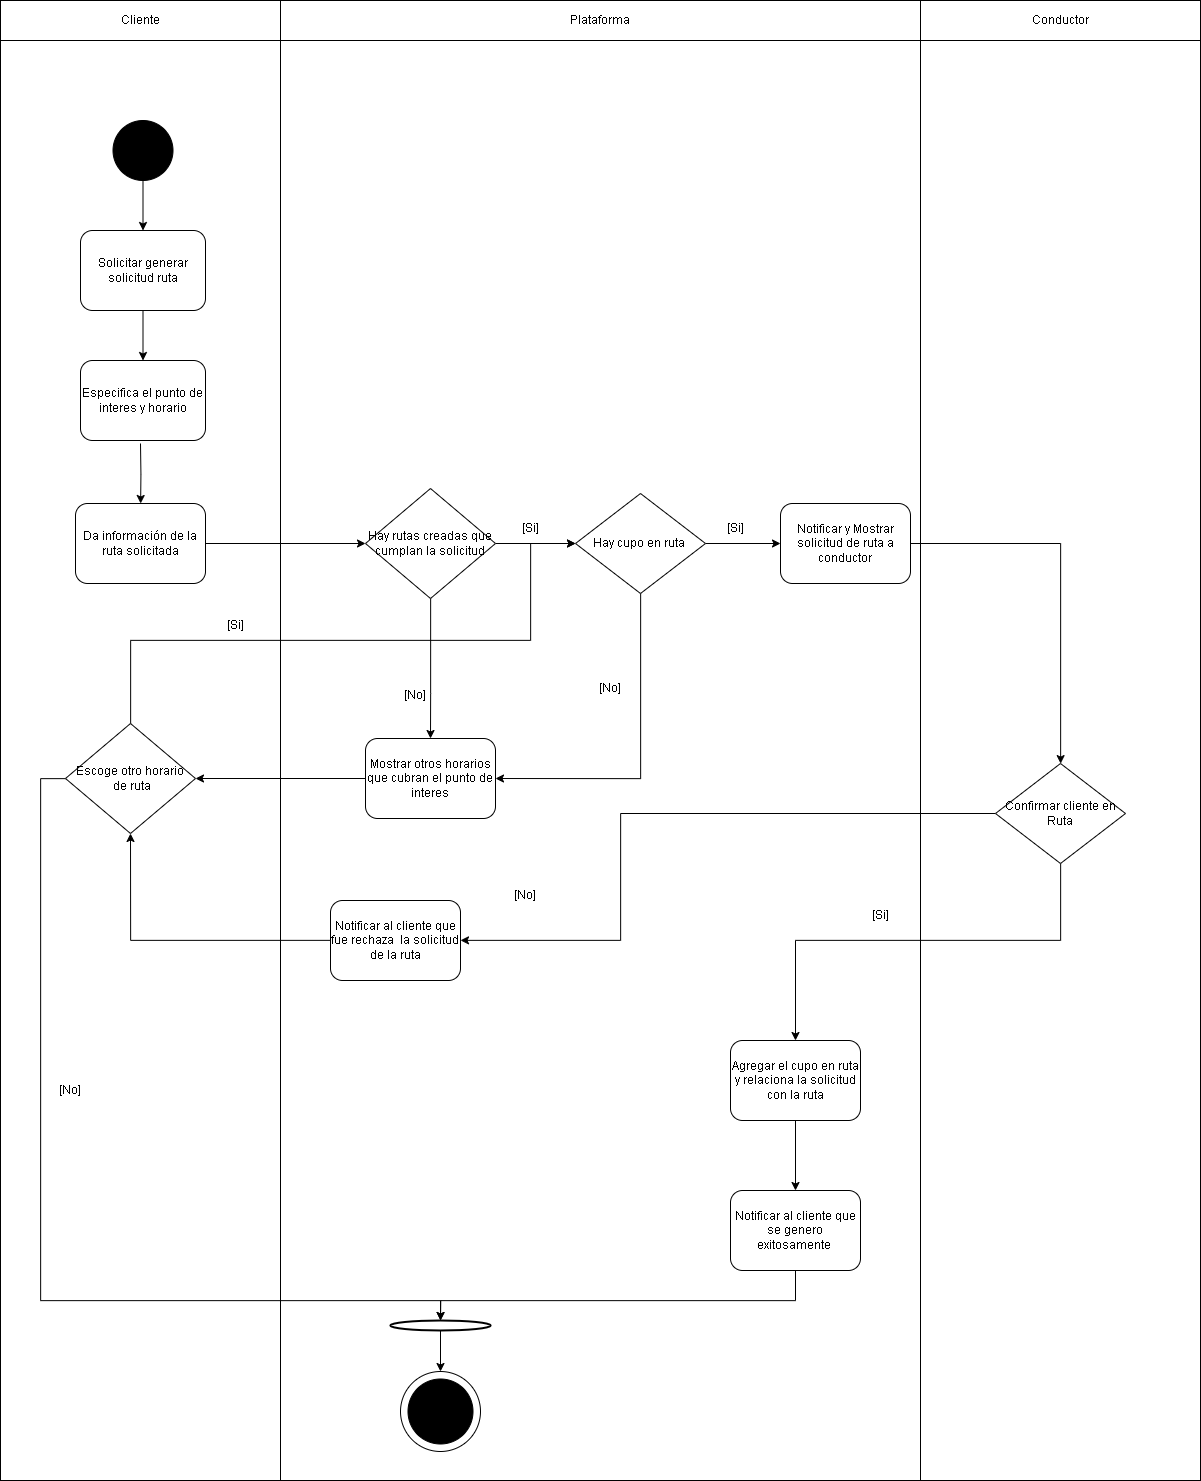 Cliente
Plataforma
Conductor
Solicitar generar
solicitud ruta
Especifica el punto de
interes y horario
Da información de la
ruta solicitada
Hay rutas creadas que
cumplan la solicitud
[Si]
Hay cupo en ruta
[Si]
Notificar y Mostrar
solicitud de ruta a
conductor
[Si]
[No]
[No]
Escoge otro horario
de ruta
Mostrar otros horarios
que cubran el punto de
interes
Confirmar cliente en
Ruta
[No]
[Si]
Notificar al cliente que
fue rechaza  la solicitud
de la ruta
[No]
Agregar el cupo en ruta
y relaciona la solicitud
con la ruta
Notificar al cliente que
se genero
exitosamente